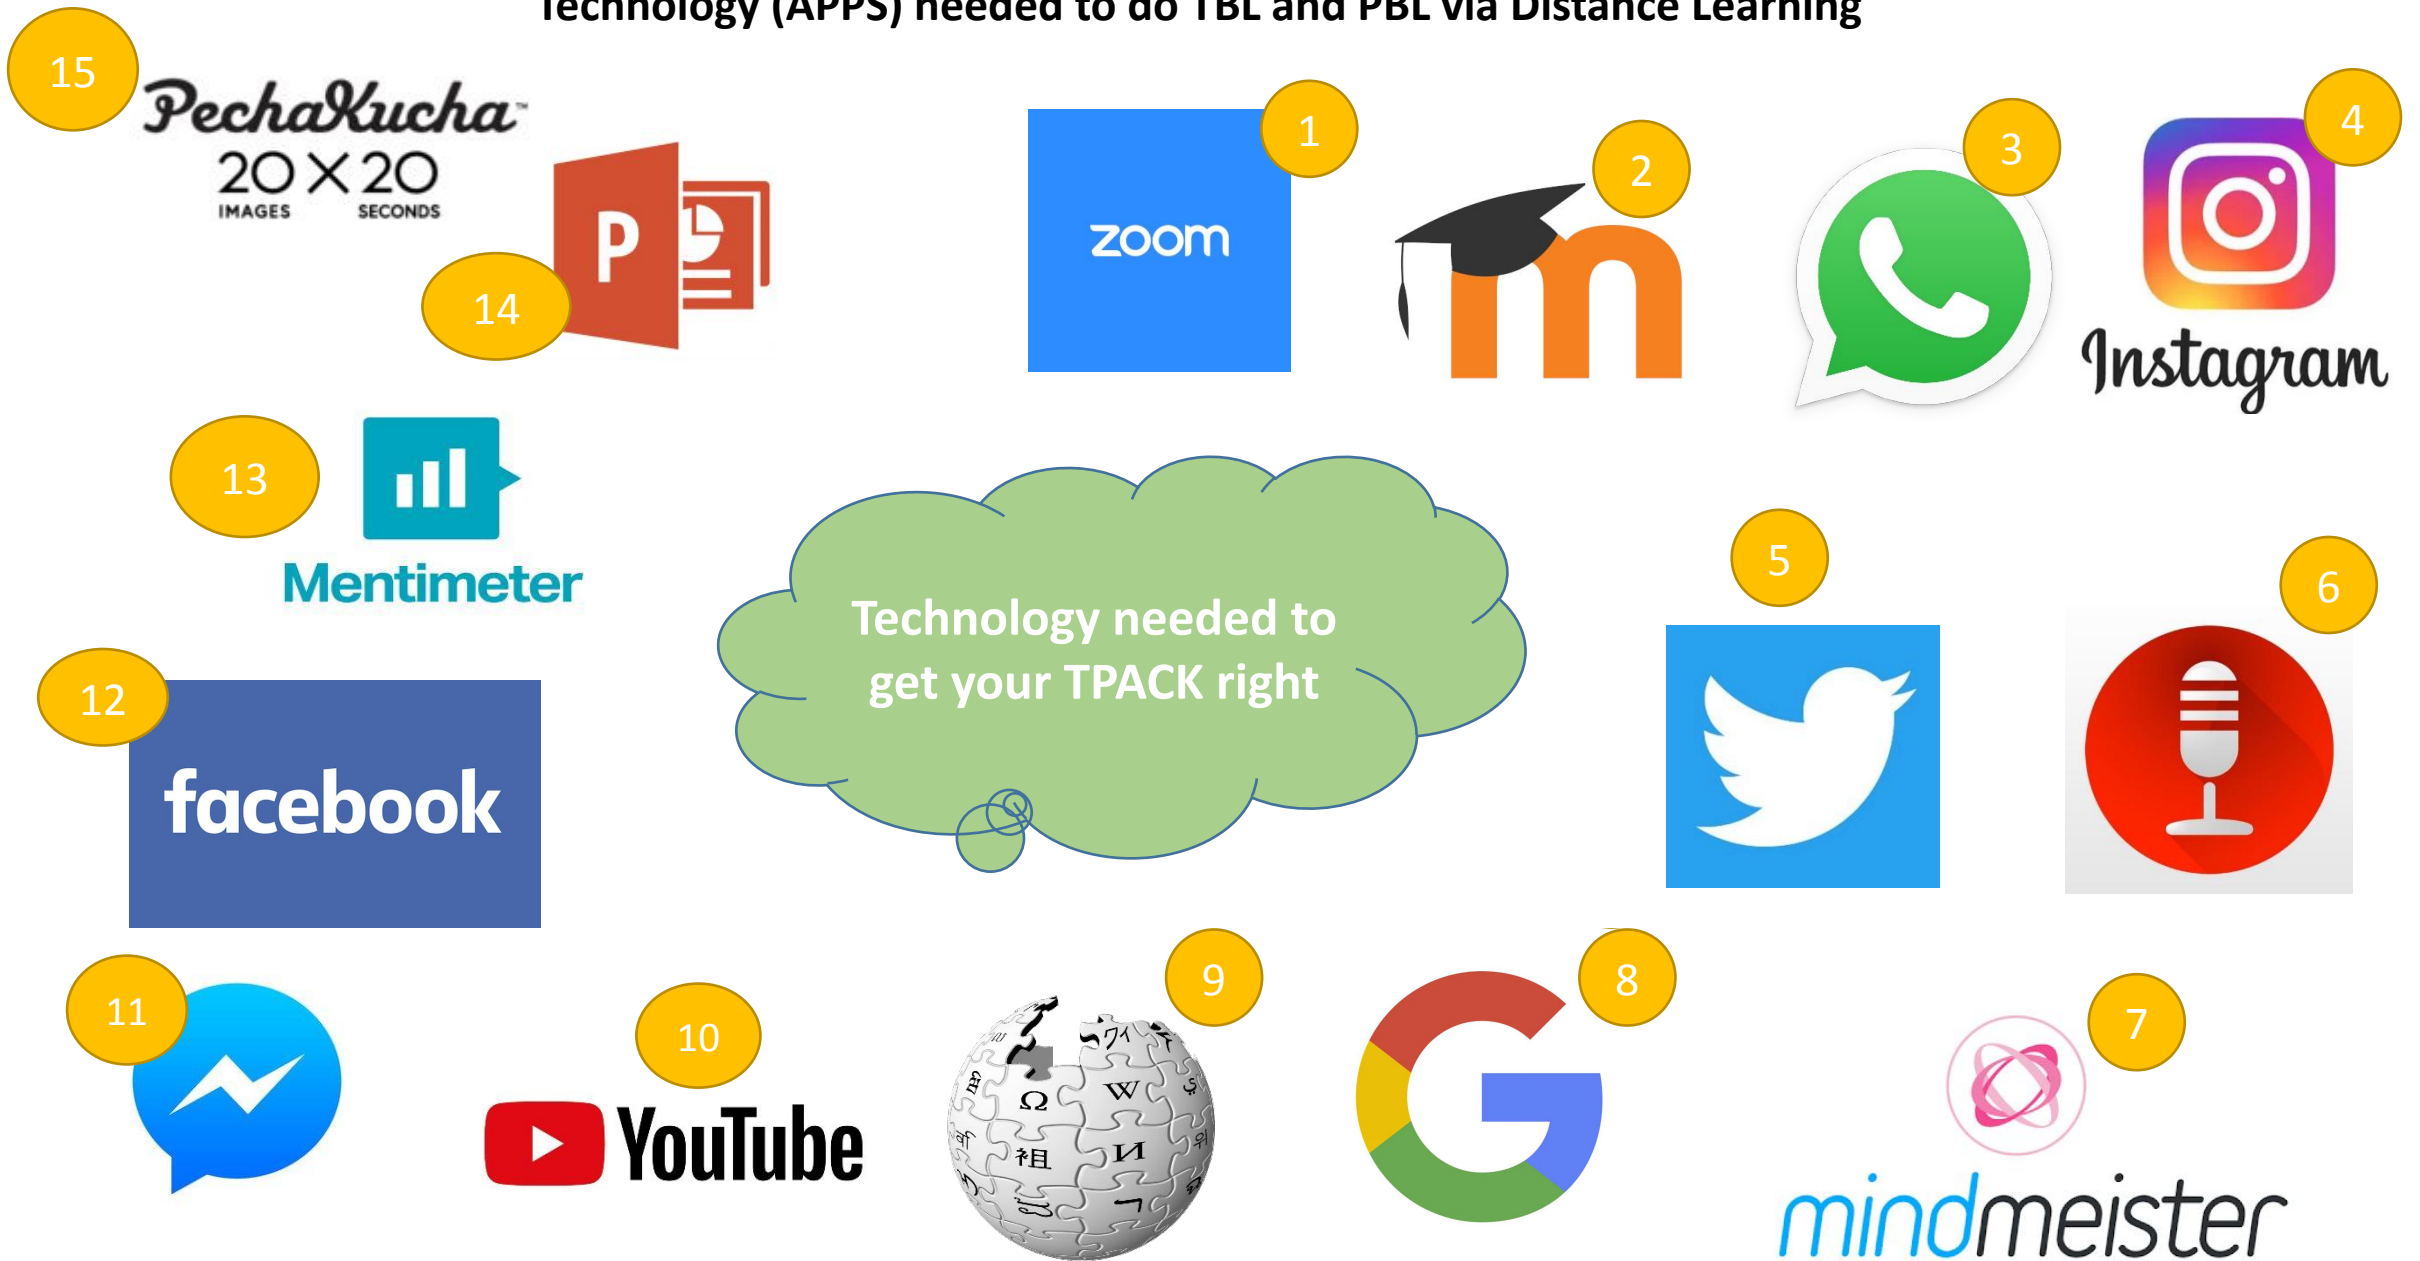 Technology (APPS) needed to do TBL and PBL via Distance Learning
15
PechaKucha™
20 X 20
IMAGES SECONDS
14
P
1
zoom
2
m
3
4
Instagram
13
Mentimeter
Technology needed to
get your TPACK right
5
6
12
facebook
11
10
YouTube
9
Ω W
祖 И
8
G
7
mindmeister